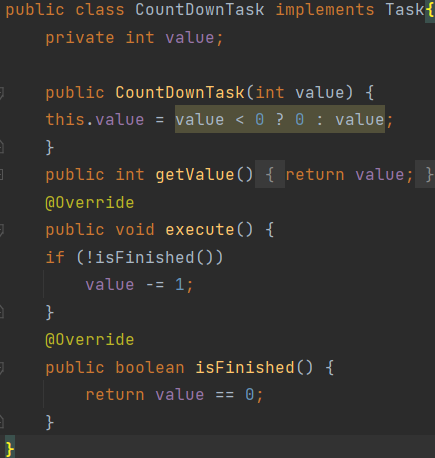 public class CountDownTask implements Task{
    private int value;

    public CountDownTask(int value) {
    this.value = value < 0 ? 0 : value;
    }
    public int getValue() { return value; }
    @Override
    public void execute() {
    if (!isFinished())
        value -= 1;
    }
    @Override
    public boolean isFinished() {
        return value == 0;
    }
}